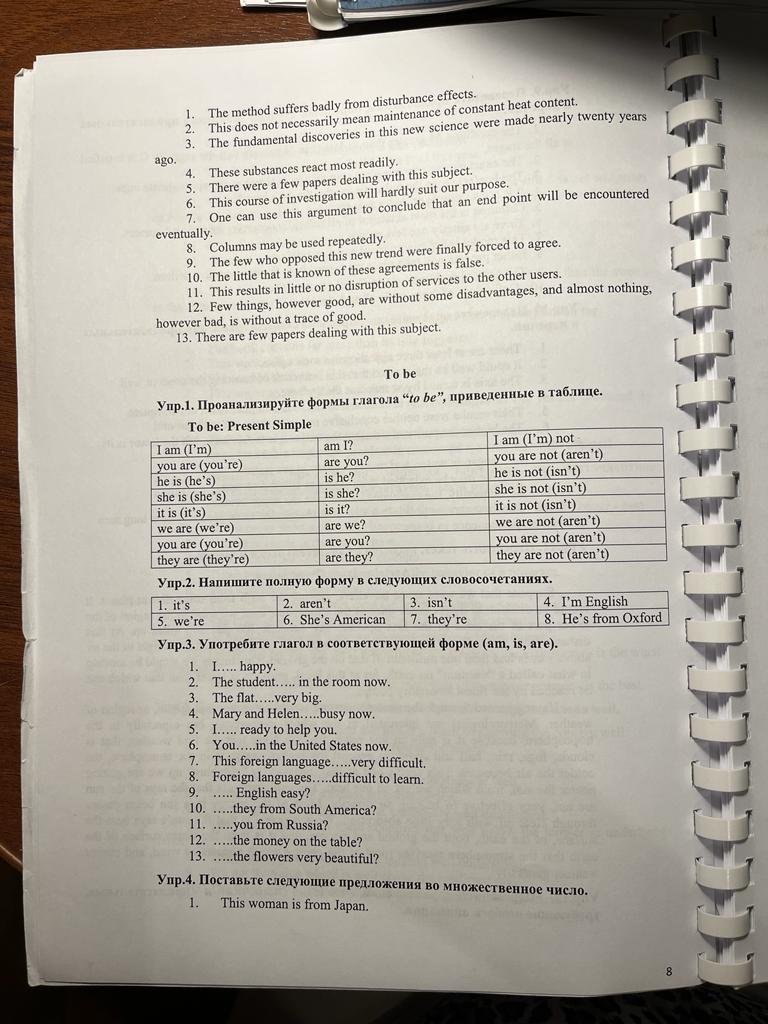 1. The method suffers badly from disturbance effects.
2. This does not necessarily mean maintenance of constant heat content.
3. The fundamental discoveries in this new science were made nearly twenty years
ago.
4. These substances react most readily.
5. There were a few papers dealing with this subject.
6. This course of investigation will hardly suit our purpose.
7. One can use this argument to conclude that an end point will be encountered
eventually.
8. Columns may be used repeatedly.
9. The few who opposed this new trend were finally forced to agree.
10. The little that is known of these agreements is false.
11. This results in little or no disruption of services to the other users.
12. Few things, however good, are without some disadvantages, and almost nothing,
however bad, is without a trace of good.
13. There are few papers dealing with this subject.
To be
Упр.1. Проанализируйте формы глагола “to be”, приведенные в таблице.
To be: Present Simple
I am (I'm) am I? I am (I'm) not
you are (you're) are you? you are not (aren't)
he is (he's) is he? he is not (isn't)
she is (she's) is she? she is not (isn't)
it is (it's) is it? it is not (isn't)
we are (we're) are we? we are not (aren't)
you are (you're) are you? you are not (aren't)
they are (they're) are they? they are not (aren't)
Упр.2. Напишите полную форму в следующих словосочетаниях.
1. it's 2. aren't 3. isn't 4. I'm English
5. we're 6. She's American 7. they're 8. He's from Oxford
Упр.3. Употребите глагол в соответствующей форме (am, is, are).
1. I..... happy.
2. The student..... in the room now.
3. The flat.....very big.
4. Mary and Helen.....busy now.
5. I..... ready to help you.
6. You.....in the United States now.
7. This foreign language.....very difficult.
8. Foreign languages.....difficult to learn.
9. ..... English easy?
10. .....they from South America?
11. .....you from Russia?
12. .....the money on the table?
13. .....the flowers very beautiful?
Упр.4. Поставьте следующие предложения во множественное число.
1. This woman is from Japan.
8